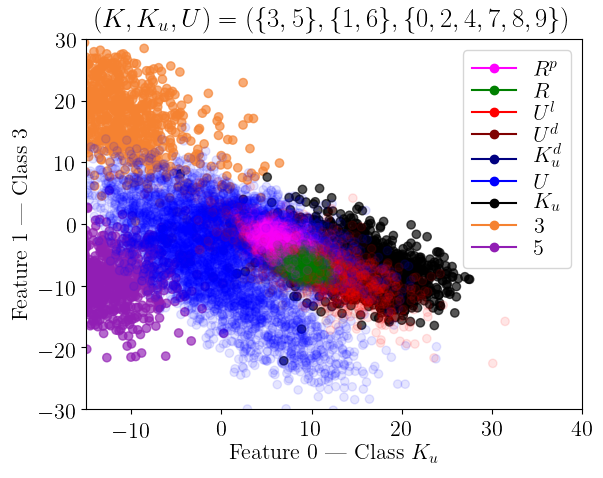 (K, K_u, U) = ({3, 5}, {1, 6}, {0, 2, 4, 7, 8, 9})
30
20
10
0
−10
−20
−30
Feature 1 — Class 3
R^p
R
U^l
U^d
K_u^d
U
K_u
3
5
−10
0
10
20
30
40
Feature 0 — Class K_u